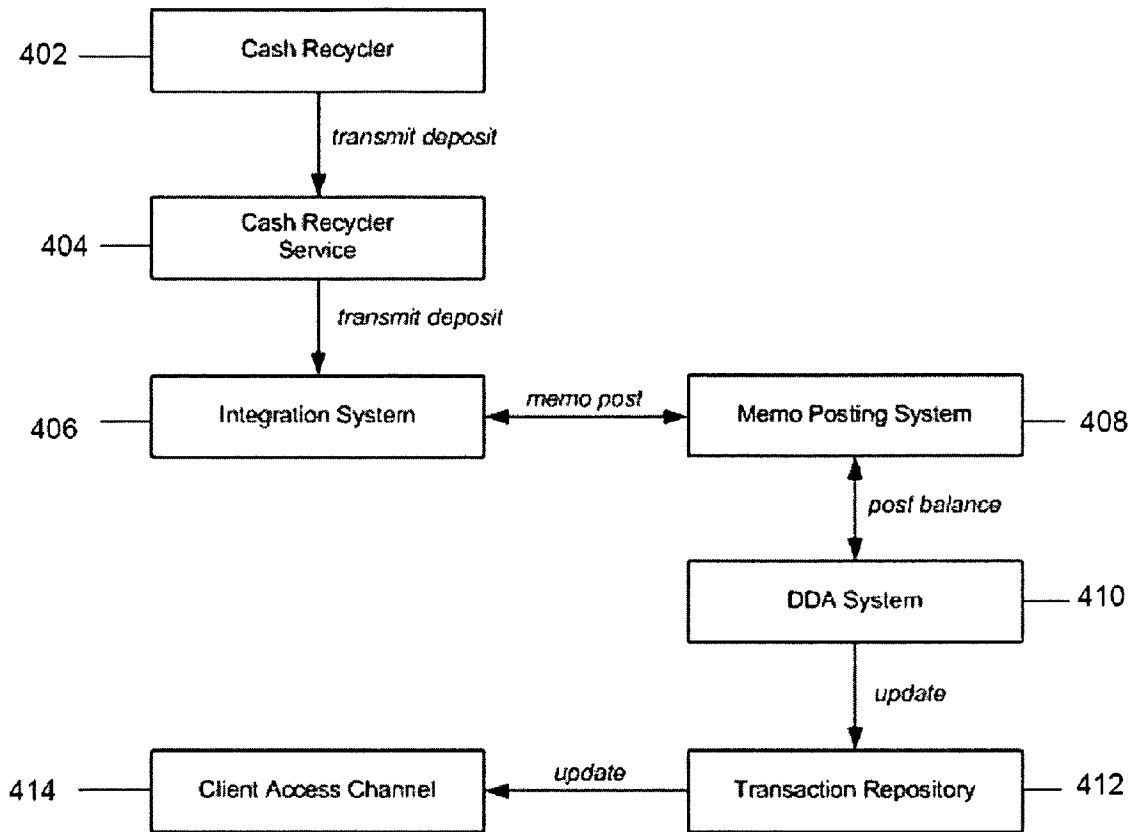 402
Cash Recycler
transmit deposit
404
Cash Recycler
Service
transmit deposit
406
Integration System
memo post
Memo Posting System
408
post balance
DDA System
410
update
414
Client Access Channel
update
Transaction Repository
412